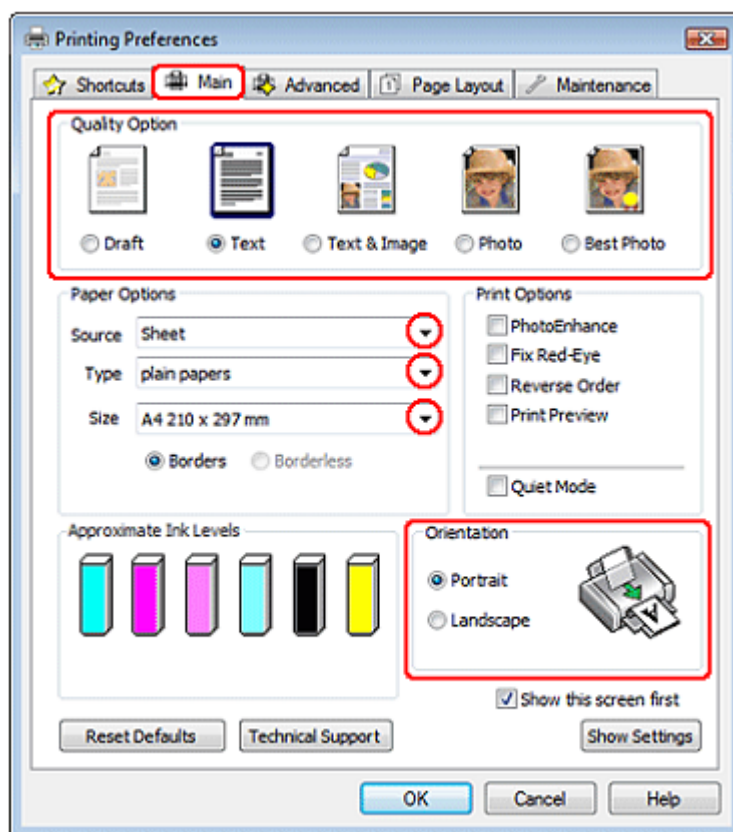 Printing Preferences
Shortcuts Main Advanced Page Layout Maintenance
Quality Option
Draft Text Text & Image Photo Best Photo
Paper Options
Source Sheet
Type plain papers
Size A4 210 x 297 mm
Borders Borderless
Print Options
PhotoEnhance
Fix Red-Eye
Reverse Order
Print Preview
Quiet Mode
Approximate Ink Levels
Orientation
Portrait
Landscape
A
Show this screen first
Reset Defaults Technical Support Show Settings
OK Cancel Help